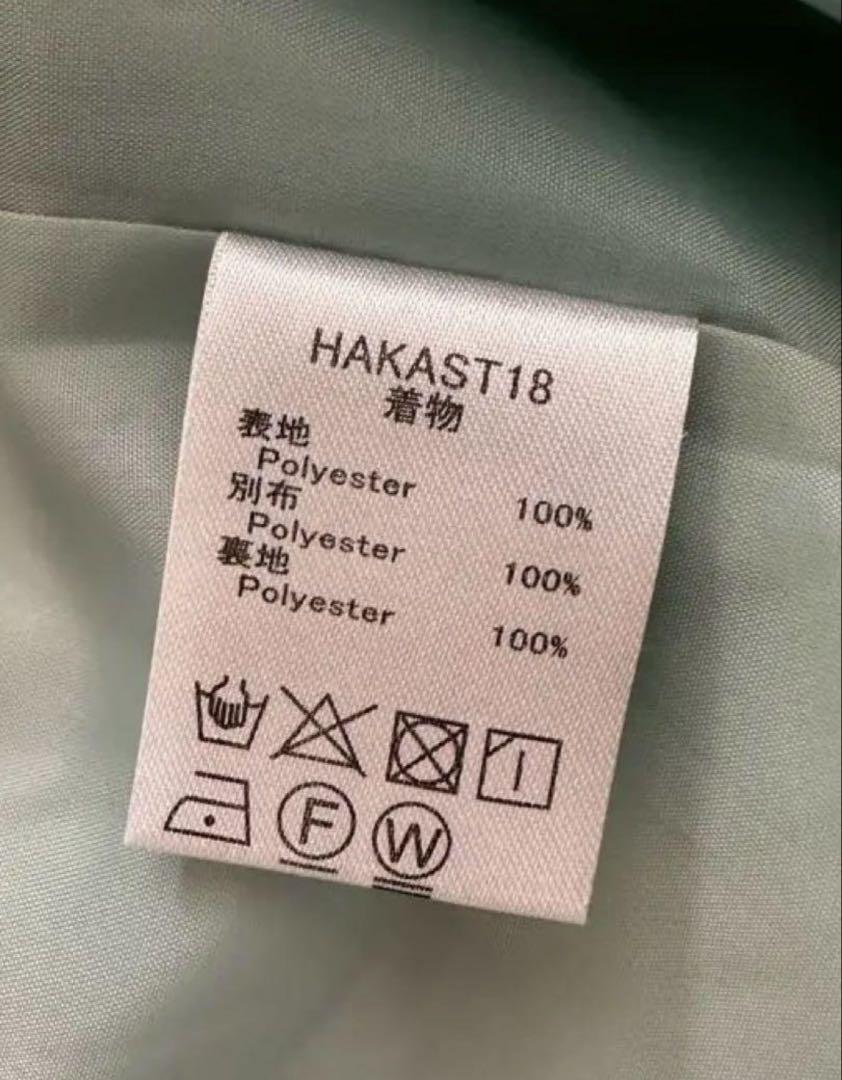 HAKAST18
着物
表地
Polyester 100%
別布
Polyester 100%
裏地
Polyester 100%
F W